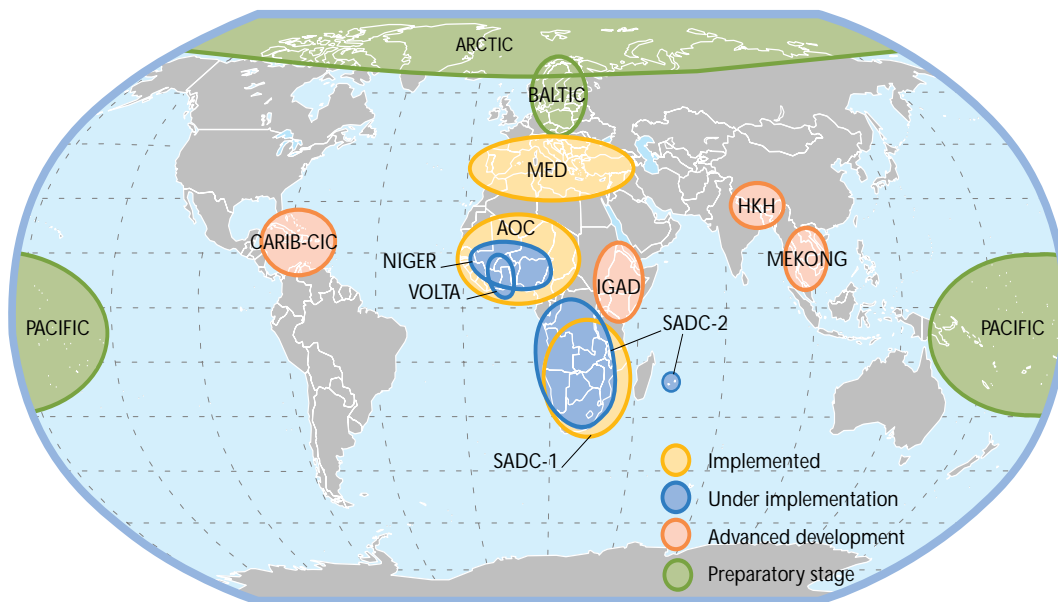 ARCTIC
BALTIC
MED
HKH
AOC
CARIB-CIC
NIGER
MEKONG
VOLTA
IGAD
SADC-2
PACIFIC
PACIFIC
SADC-1
Implemented
Under implementation
Advanced development
Preparatory stage